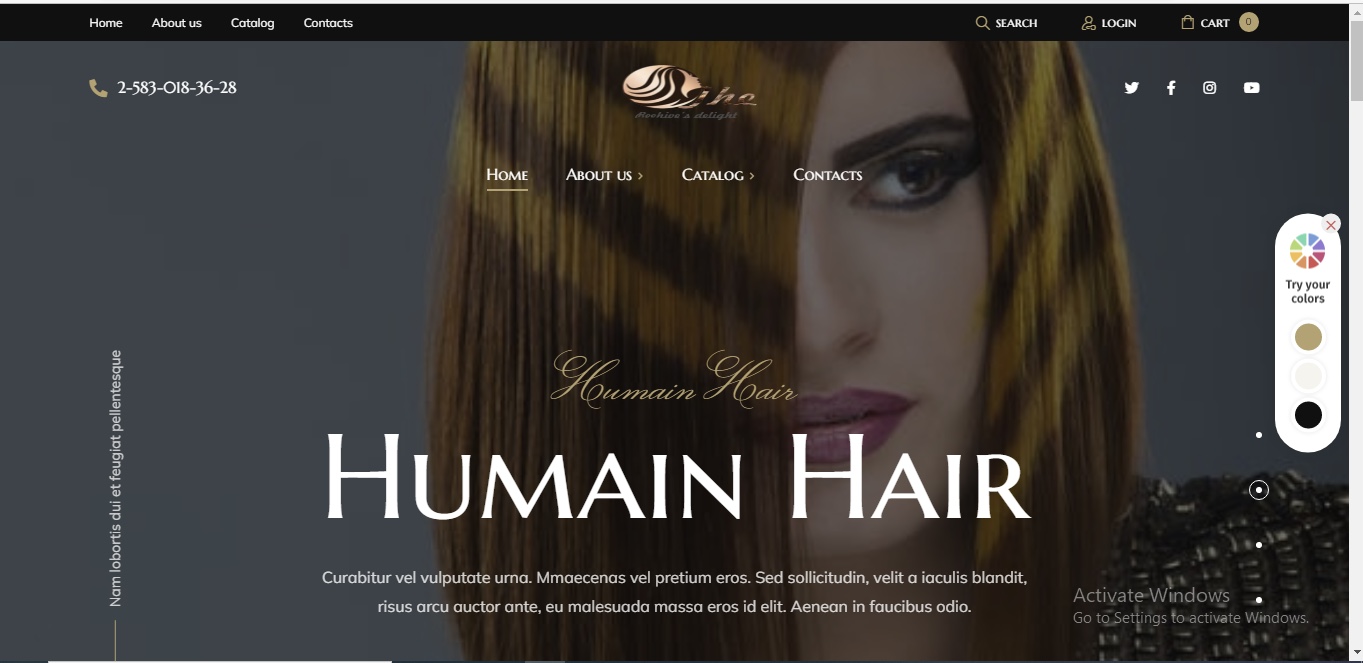 Home About us Catalog Contacts SEARCH LOGIN CART 0
2-583-018-36-28
Beehive's delight
Home About us Catalog Contacts
Try your
colors
Humain Hair
Humain Hair
Nam lobortis dui et feugiat pellentesque
Curabitur vel vulputate urna. Mmaecenas vel pretium eros. Sed sollicitudin, velit a iaculis blandit,
risus arcu auctor ante, eu malesuada massa eros id elit. Aenean in faucibus odio.
Activate Windows
Go to Settings to activate Windows.